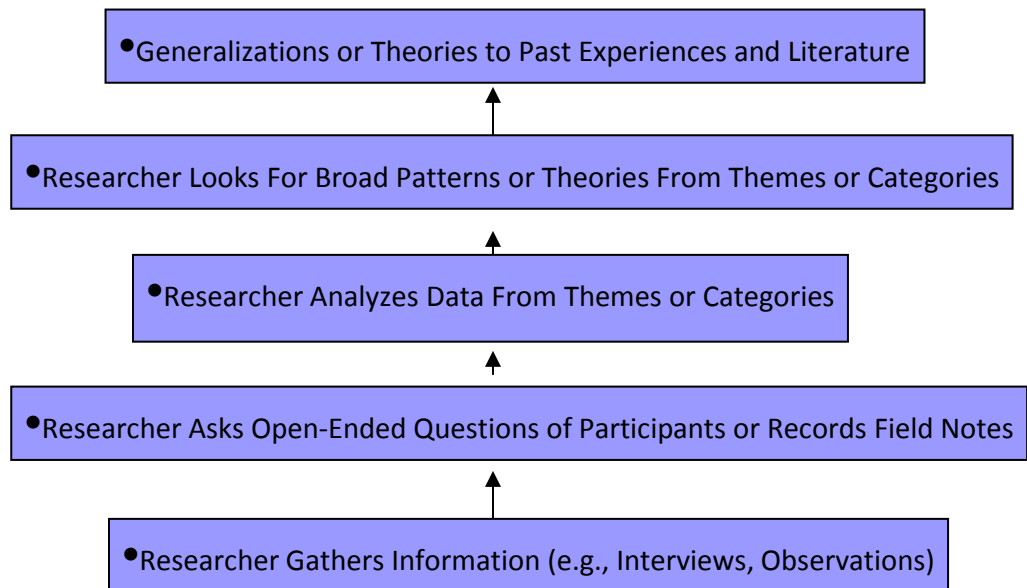 •Generalizations or Theories to Past Experiences and Literature
•Researcher Looks For Broad Patterns or Theories From Themes or Categories
•Researcher Analyzes Data From Themes or Categories
•Researcher Asks Open-Ended Questions of Participants or Records Field Notes
•Researcher Gathers Information (e.g., Interviews, Observations)